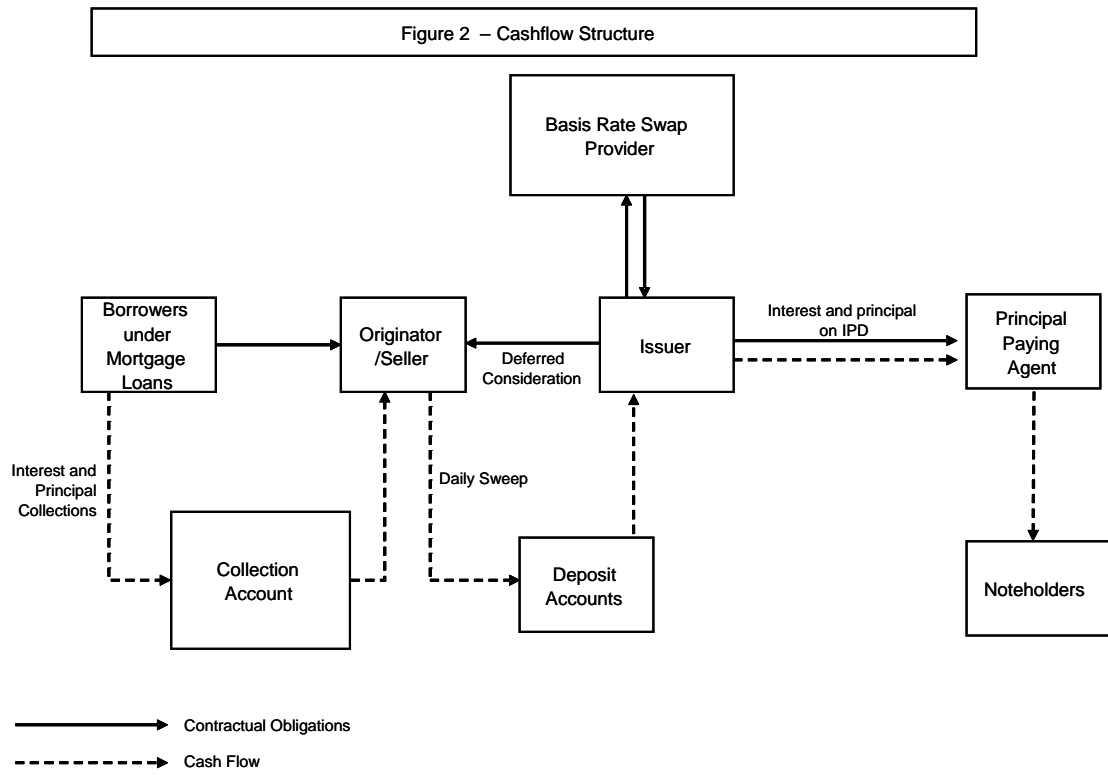 Figure 2 – Cashflow Structure
Basis Rate Swap
Provider
Borrowers
under
Mortgage
Loans
Originator
/Seller
Deferred
Consideration
Issuer
Interest and principal
on IPD
Principal
Paying
Agent
Interest and
Principal
Collections
Daily Sweep
Collection
Account
Deposit
Accounts
Noteholders
Contractual Obligations
Cash Flow